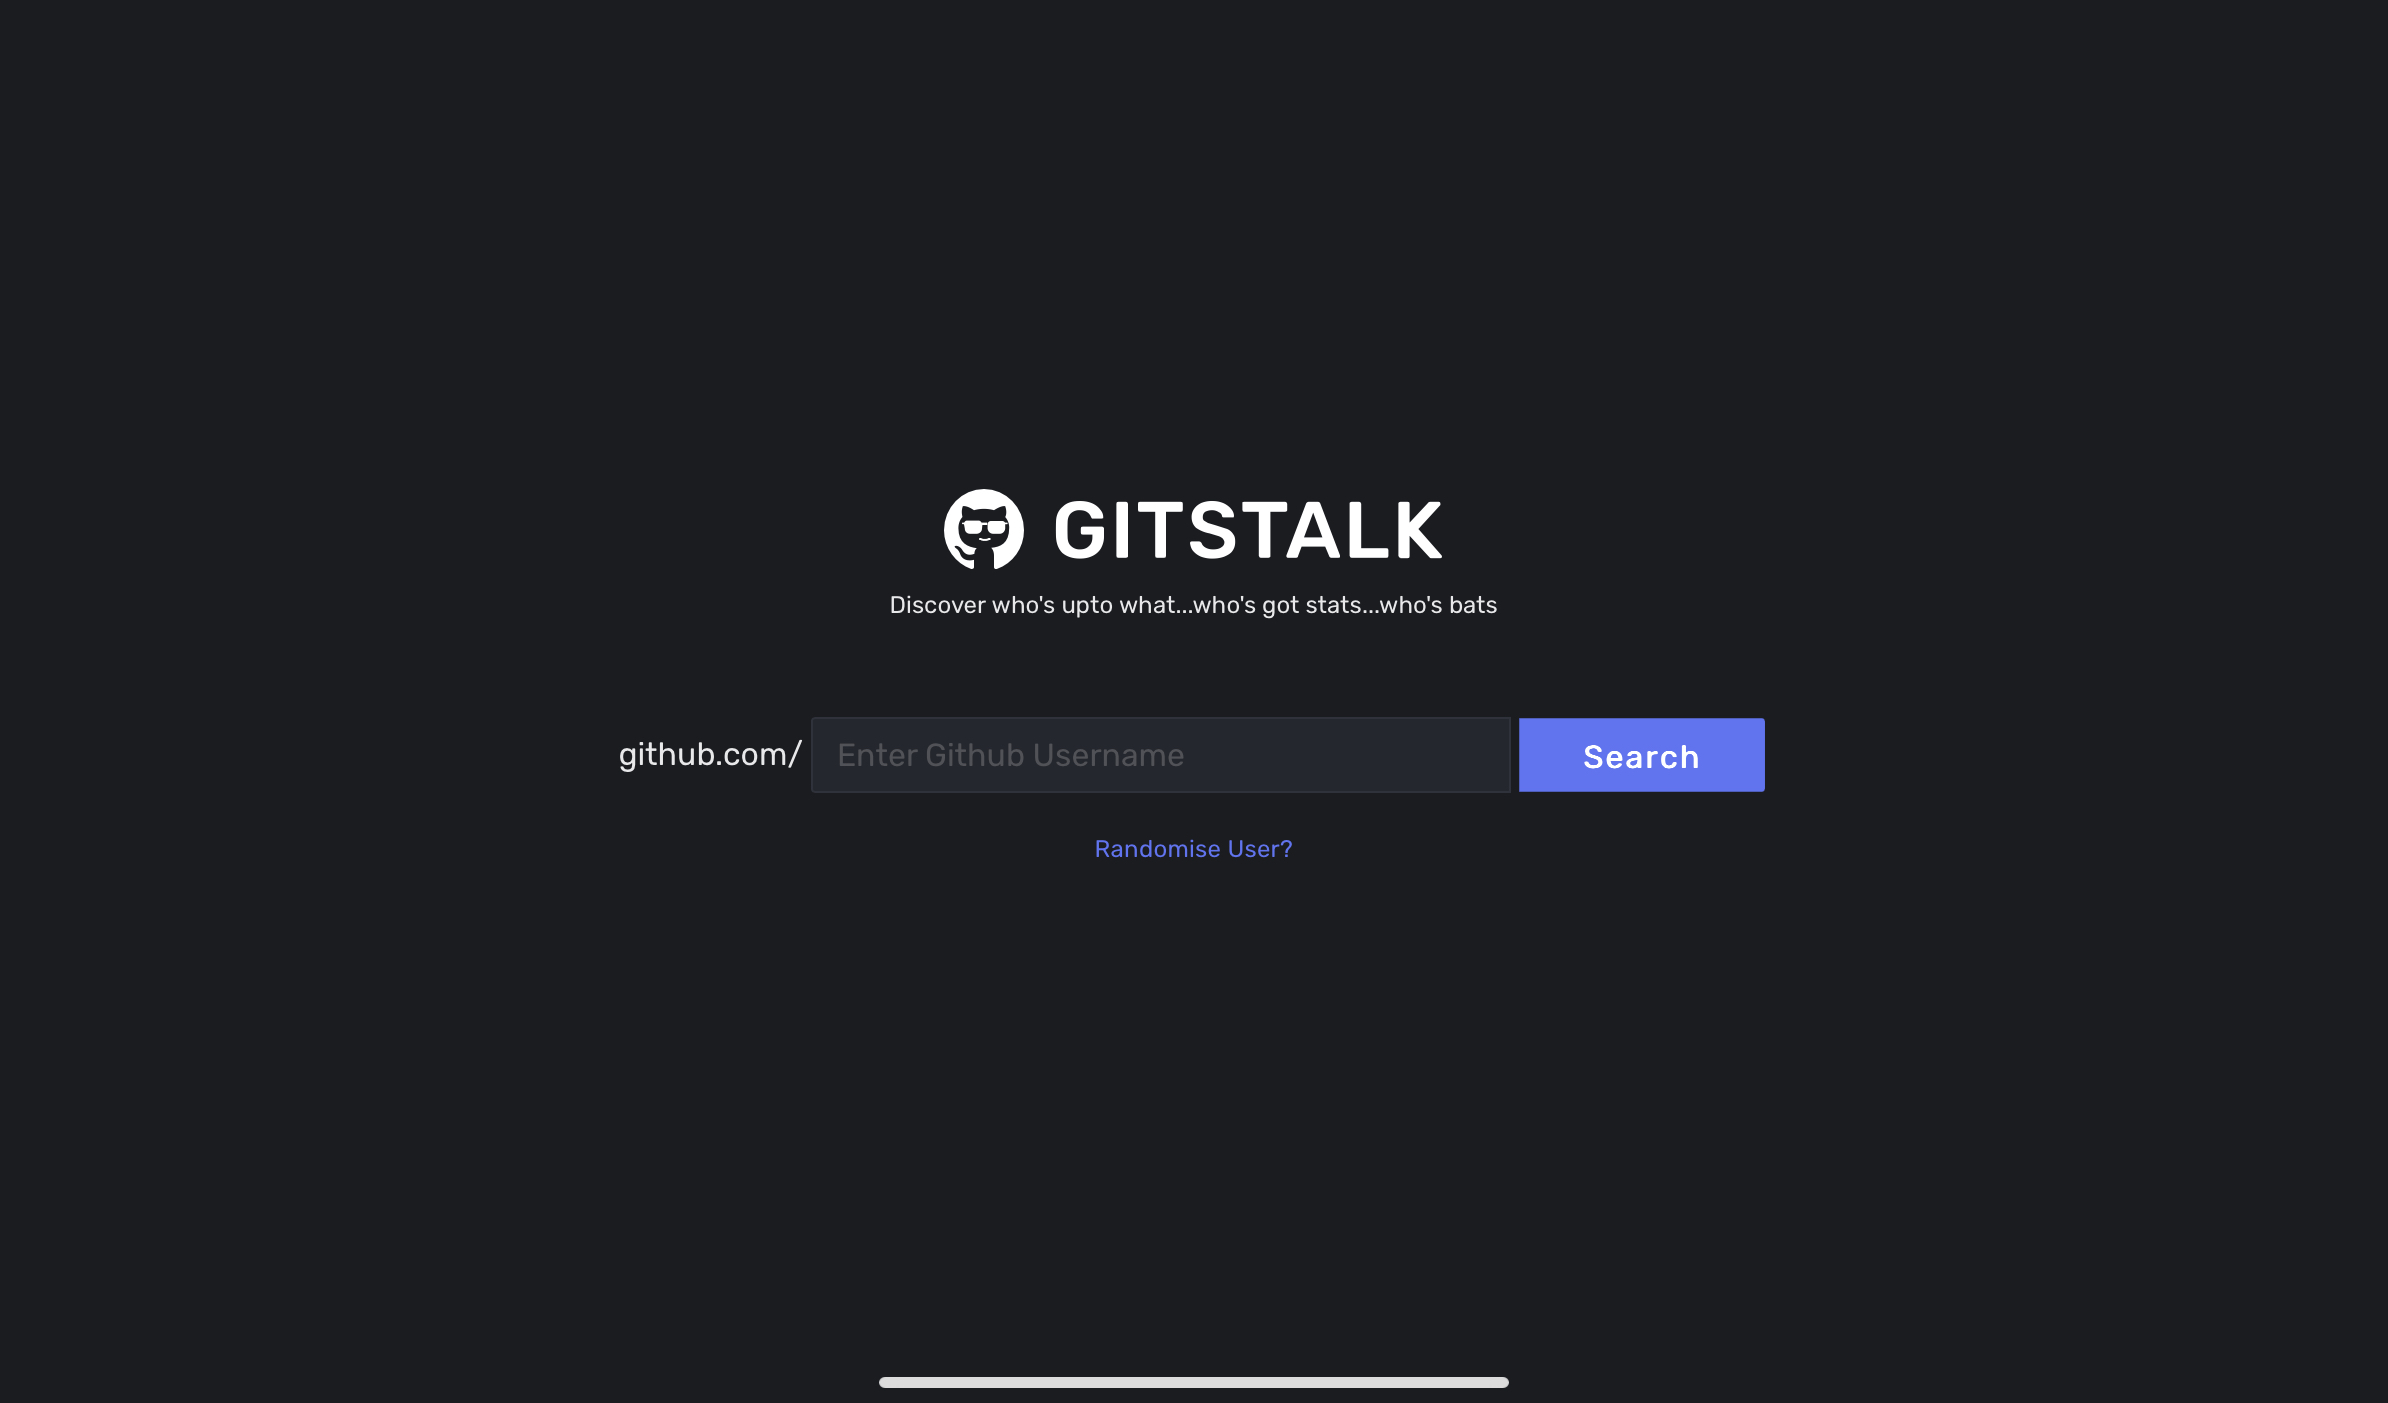 GITSTALK
Discover who's upto what...who's got stats...who's bats
github.com/ Enter Github Username Search
Randomise User?